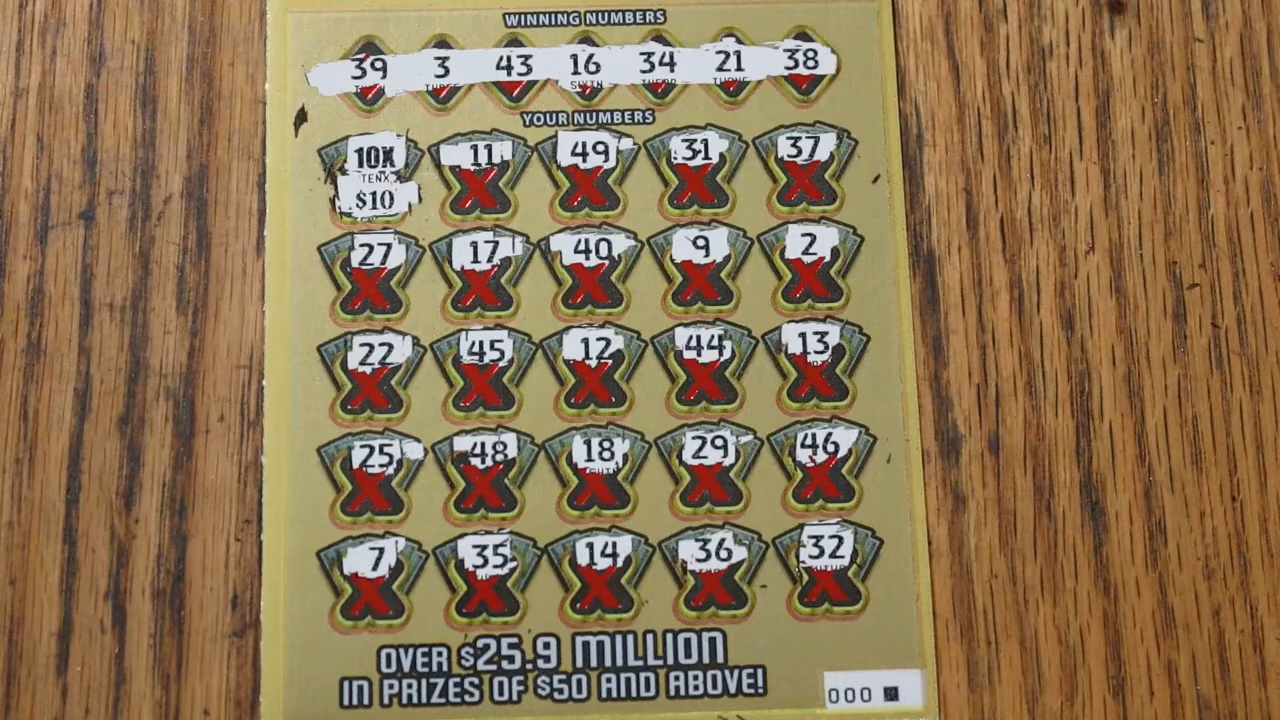 WINNING NUMBERS
39 3 43 16 34 21 38
YOUR NUMBERS
10X 11 49 31 37
TENX
$10
27 17 40 9 2
22 45 12 44 13
25 48 18 29 46
7 35 14 36 32
OVER $25.9 MILLION
IN PRIZES OF $50 AND ABOVE!
000